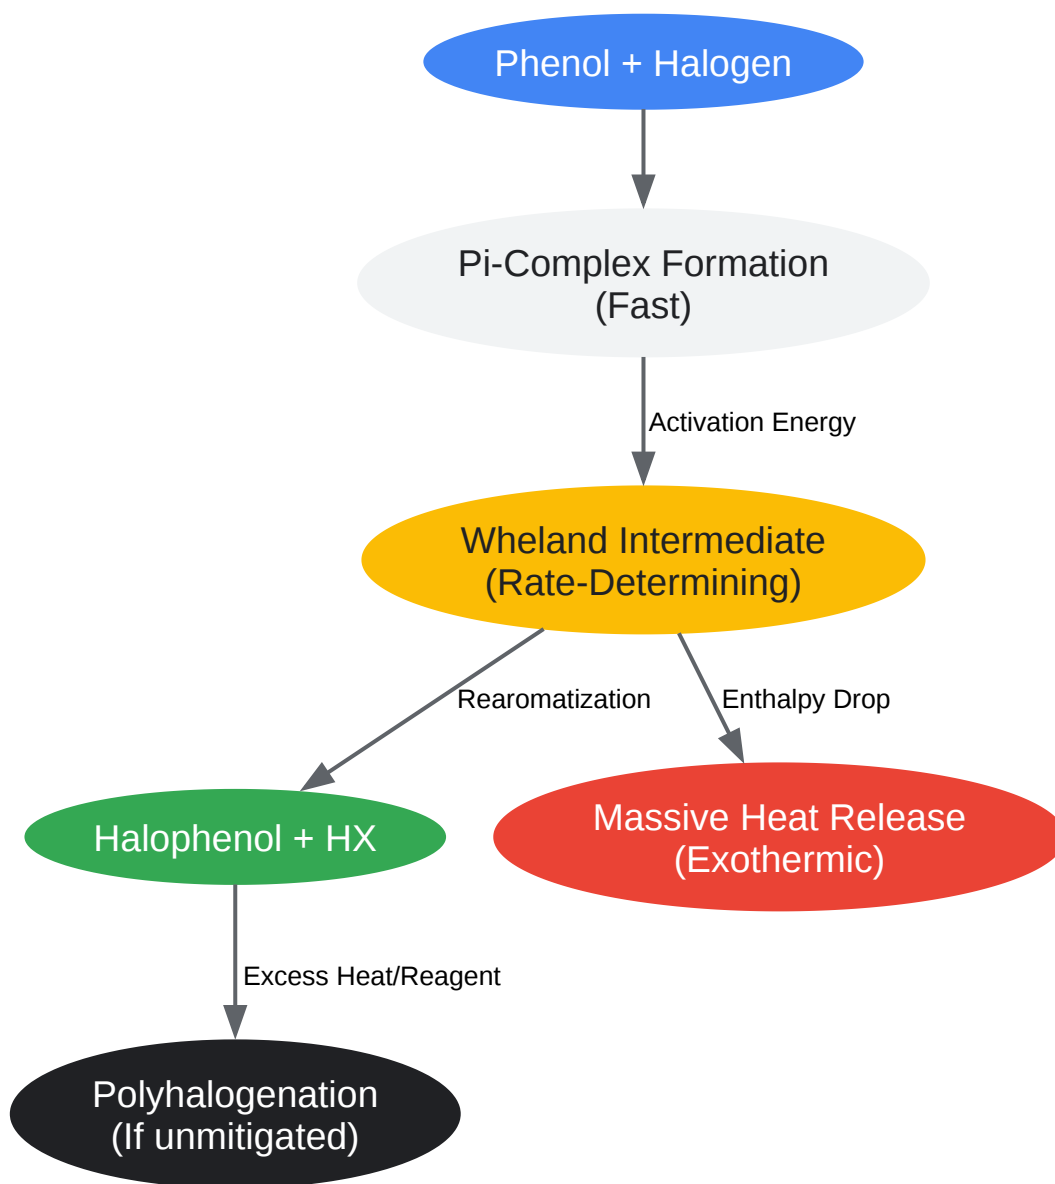 Phenol + Halogen
Pi-Complex Formation
(Fast)
Activation Energy
Wheland Intermediate
(Rate-Determining)
Rearomatization
Enthalpy Drop
Halophenol + HX
Massive Heat Release
(Exothermic)
Excess Heat/Reagent
Polyhalogenation
(If unmitigated)